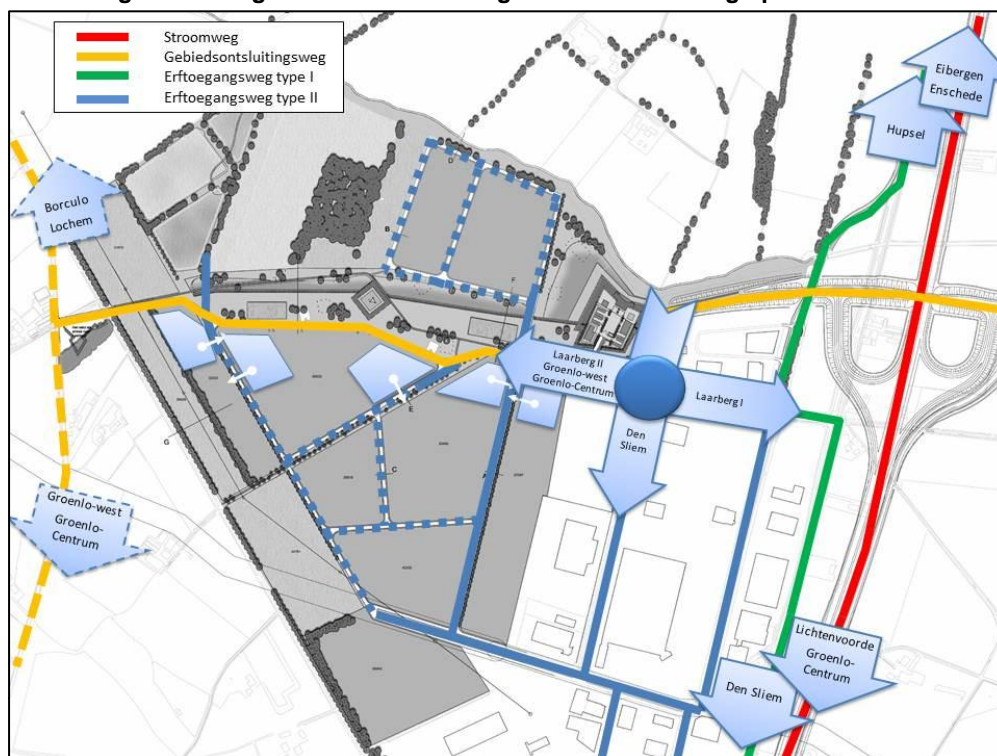 Stroomweg
Gebiedsontsluitingsweg
Erftoegangsweg type I
Erftoegangsweg type II
Eibergen
Enschede
Hupsel
Borculo
Lochem
Laarberg II
Groenlo-west
Groenlo-Centrum
Laarberg I
Den
Sliem
Groenlo-west
Groenlo-
Centrum
Lichtenvoorde
Groenlo-
Centrum
Den Sliem
D
B
F
E
C
A
G